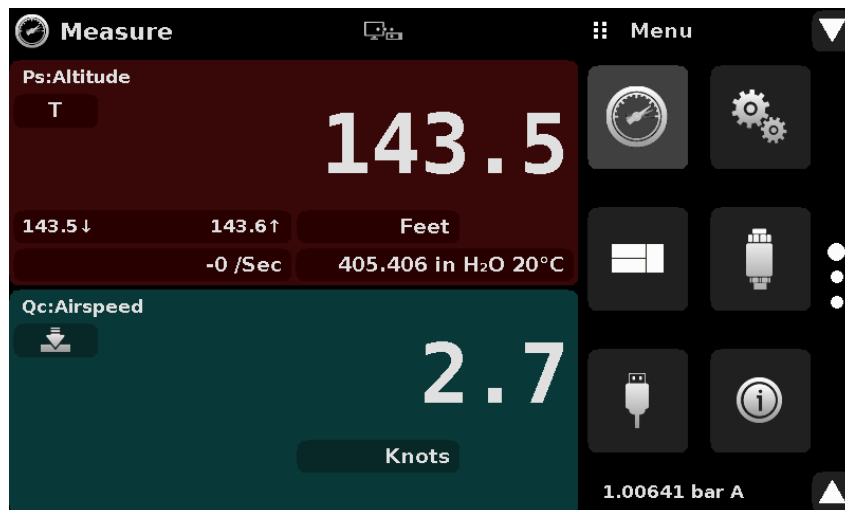 Measure
Menu
Ps:Altitude
T
143.5
143.5↓ 143.6↑ Feet
-0 /Sec 405.406 in H₂O 20°C
Qc:Airspeed
2.7
Knots
1.00641 bar A